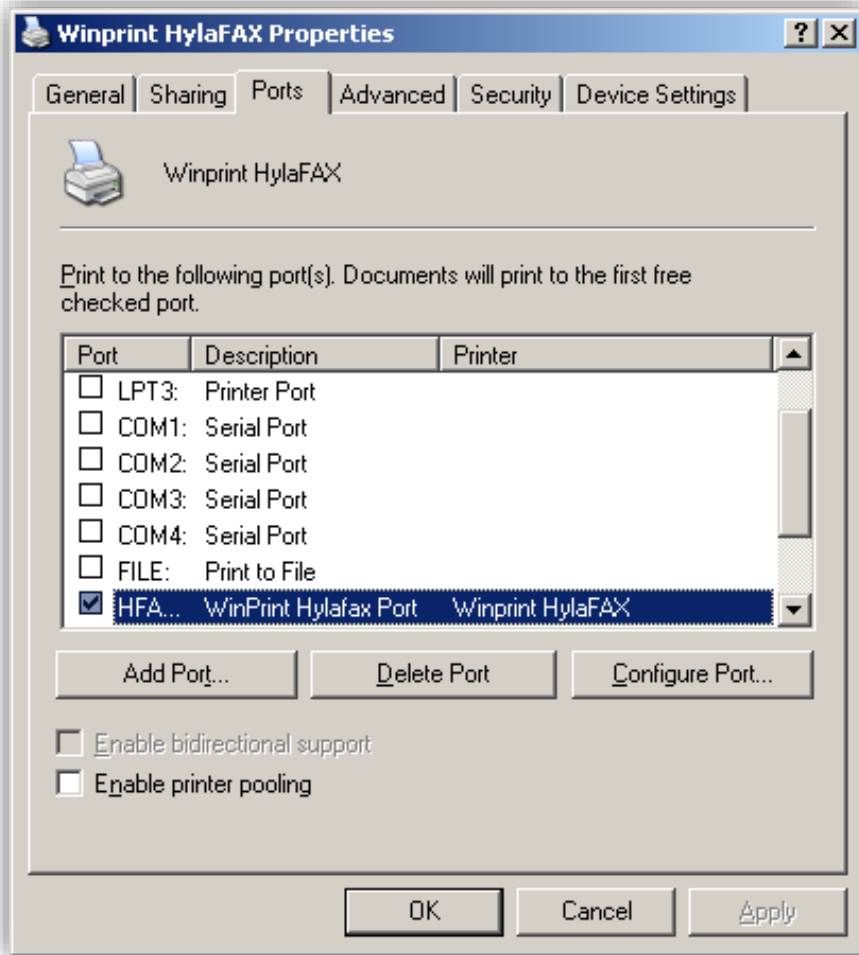 Winprint HylaFAX Properties
General Sharing Ports Advanced Security Device Settings
Winprint HylaFAX
Print to the following port(s). Documents will print to the first free
checked port.
Port Description Printer
LPT3: Printer Port
COM1: Serial Port
COM2: Serial Port
COM3: Serial Port
COM4: Serial Port
FILE: Print to File
HFA... WinPrint Hylafax Port Winprint HylaFAX
Add Port... Delete Port Configure Port...
Enable bidirectional support
Enable printer pooling
OK Cancel Apply